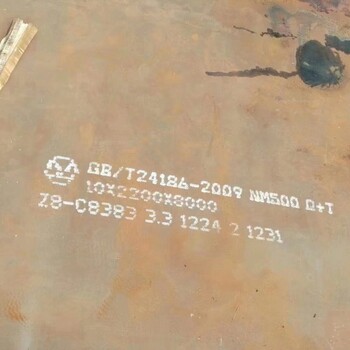 GB/T24186-2009 NM500 Q+T
10X2200X8000
Z8-C8383 3.3 1224 2 1231